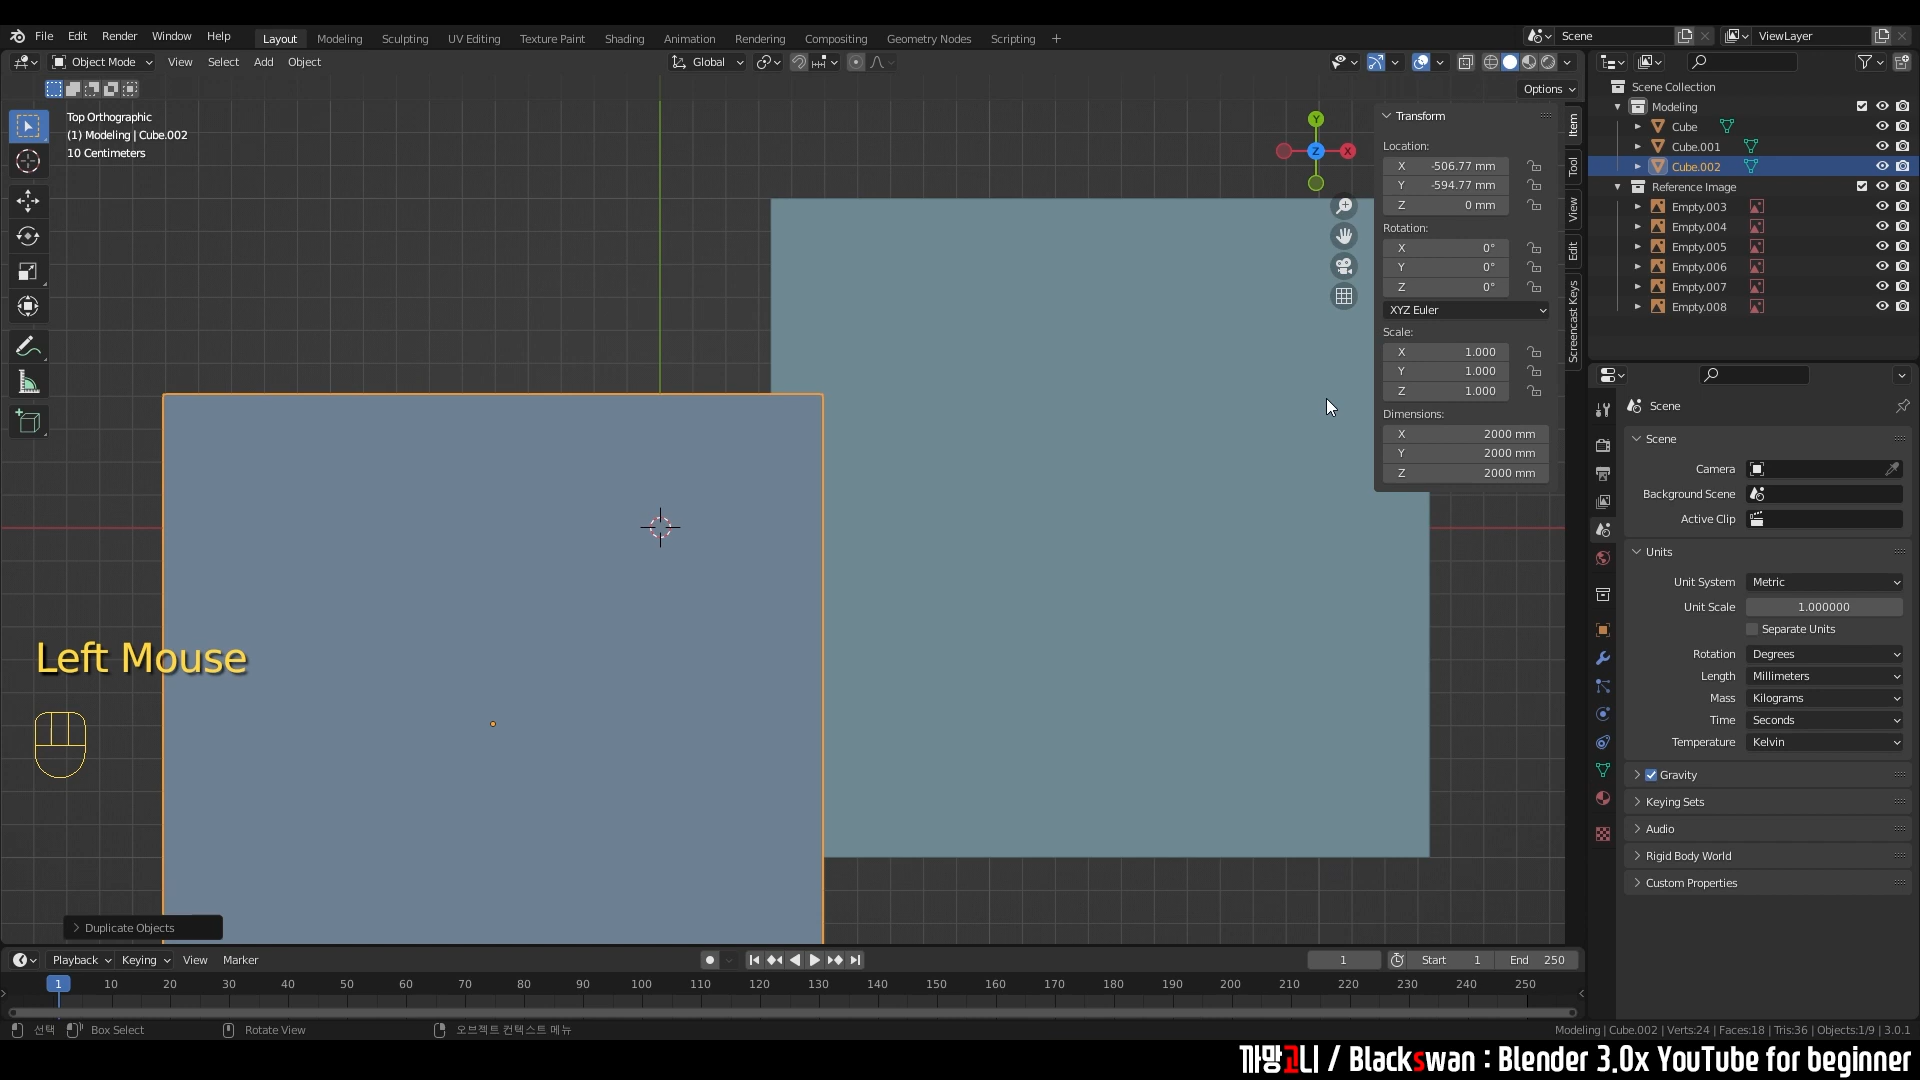 File Edit Render Window Help Layout Modeling Sculpting UV Editing Texture Paint Shading Animation Rendering Compositing Geometry Nodes Scripting + Scene ViewLayer
Object Mode View Select Add Object Global
Options
Top Orthographic
(1) Modeling | Cube.002
10 Centimeters
Y
X
Z
Transform
Location:
X -506.77 mm
Y -594.77 mm
Z 0 mm
Rotation:
X 0°
Y 0°
Z 0°
XYZ Euler
Scale:
X 1.000
Y 1.000
Z 1.000
Dimensions:
X 2000 mm
Y 2000 mm
Z 2000 mm
Item
Tool
View
Edit
Screencast Keys
Scene Collection
Modeling
Cube
Cube.001
Cube.002
Reference Image
Empty.003
Empty.004
Empty.005
Empty.006
Empty.007
Empty.008
Scene
Scene
Camera
Background Scene
Active Clip
Units
Unit System Metric
Unit Scale 1.000000
Separate Units
Rotation Degrees
Length Millimeters
Mass Kilograms
Time Seconds
Temperature Kelvin
Gravity
Keying Sets
Audio
Rigid Body World
Custom Properties
Left Mouse
Duplicate Objects
Playback Keying View Marker 1 Start 1 End 250
1 10 20 30 40 50 60 70 80 90 100 110 120 130 140 150 160 170 180 190 200 210 220 230 240 250
선택 Box Select Rotate View 오브젝트 컨텍스트 메뉴 Modeling | Cube.002 | Verts:24 | Faces:18 | Tris:36 | Objects:1/9 | 3.0.1
까망고니 / Blackswan : Blender 3.0x YouTube for beginner